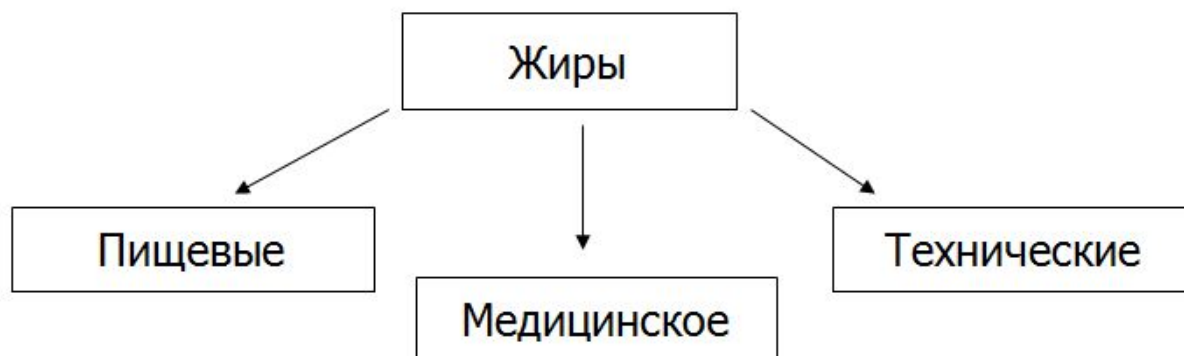 Жиры
Пищевые
Медицинское
Технические